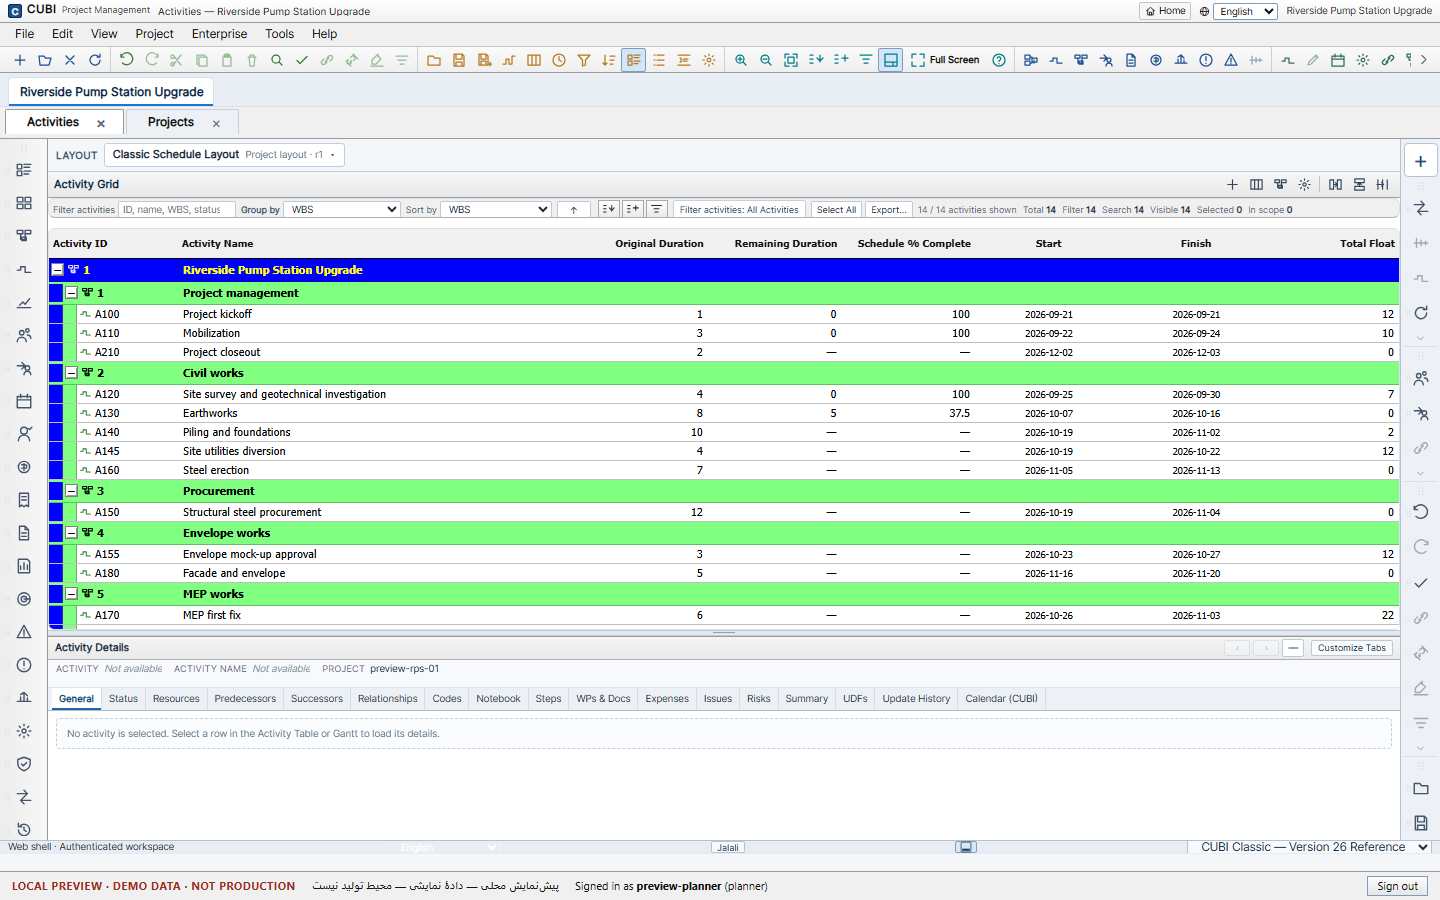 CUBI Project Management Activities — Riverside Pump Station Upgrade Home English Riverside Pump Station Upgrade
File Edit View Project Enterprise Tools Help
Full Screen
Riverside Pump Station Upgrade
Activities Projects
LAYOUT Classic Schedule Layout Project layout · r1
Activity Grid
Filter activities ID, name, WBS, status Group by WBS Sort by WBS Filter activities: All Activities Select All Export... 14 / 14 activities shown Total 14 Filter 14 Search 14 Visible 14 Selected 0 In scope 0
Activity ID Activity Name Original Duration Remaining Duration Schedule % Complete Start Finish Total Float
1 Riverside Pump Station Upgrade
1 Project management
A100 Project kickoff 1 0 100 2026-09-21 2026-09-21 12
A110 Mobilization 3 0 100 2026-09-22 2026-09-24 10
A210 Project closeout 2 — — 2026-12-02 2026-12-03 0
2 Civil works
A120 Site survey and geotechnical investigation 4 0 100 2026-09-25 2026-09-30 7
A130 Earthworks 8 5 37.5 2026-10-07 2026-10-16 0
A140 Piling and foundations 10 — — 2026-10-19 2026-11-02 2
A145 Site utilities diversion 4 — — 2026-10-19 2026-10-22 12
A160 Steel erection 7 — — 2026-11-05 2026-11-13 0
3 Procurement
A150 Structural steel procurement 12 — — 2026-10-19 2026-11-04 0
4 Envelope works
A155 Envelope mock-up approval 3 — — 2026-10-23 2026-10-27 12
A180 Facade and envelope 5 — — 2026-11-16 2026-11-20 0
5 MEP works
A170 MEP first fix 6 — — 2026-10-26 2026-11-03 22
Activity Details Customize Tabs
ACTIVITY Not available ACTIVITY NAME Not available PROJECT preview-rps-01
General Status Resources Predecessors Successors Relationships Codes Notebook Steps WPs & Docs Expenses Issues Risks Summary UDFs Update History Calendar (CUBI)
No activity is selected. Select a row in the Activity Table or Gantt to load its details.
Web shell · Authenticated workspace English Jalali CUBI Classic — Version 26 Reference
LOCAL PREVIEW · DEMO DATA · NOT PRODUCTION پیش‌نمایش محلی — دادهٔ نمایشی — محیط تولید نیست Signed in as preview-planner (planner) Sign out